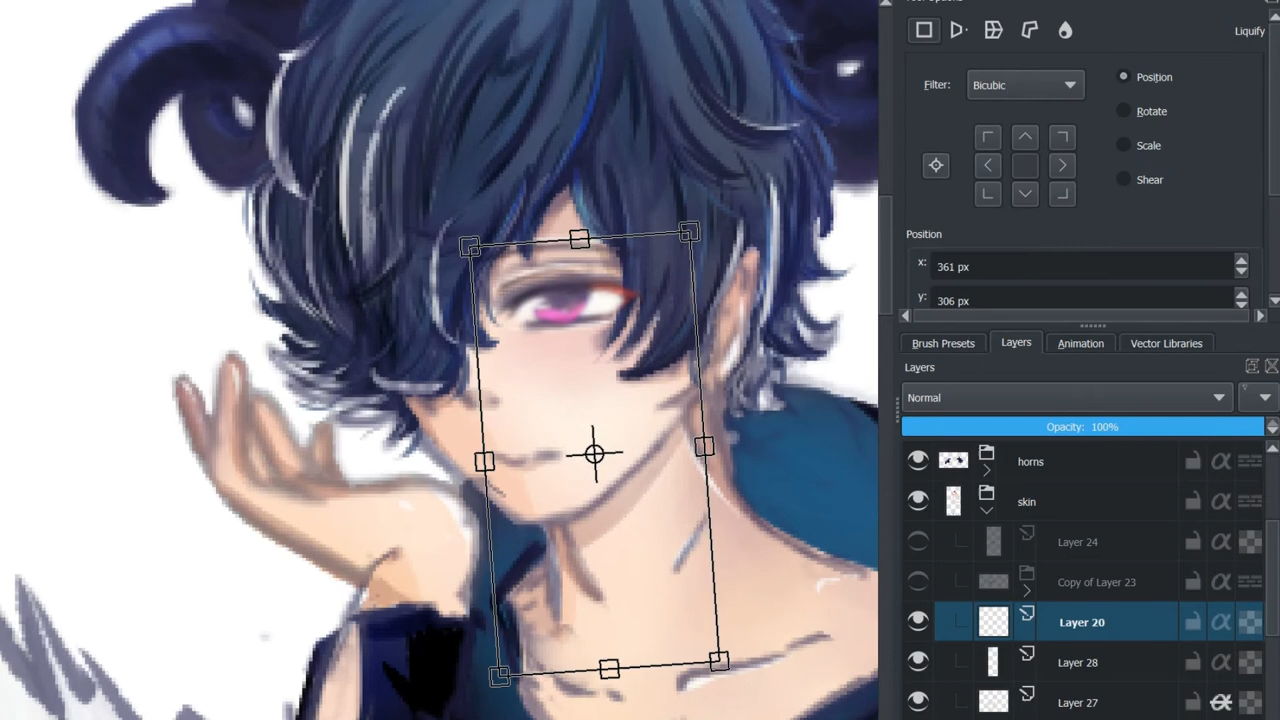 Liquify
Filter:
Bicubic
Position
Rotate
Scale
Shear
Position
x:
361 px
y:
306 px
Brush Presets
Layers
Animation
Vector Libraries
Layers
Normal
Opacity: 100%
horns
skin
Layer 24
Copy of Layer 23
Layer 20
Layer 28
Layer 27